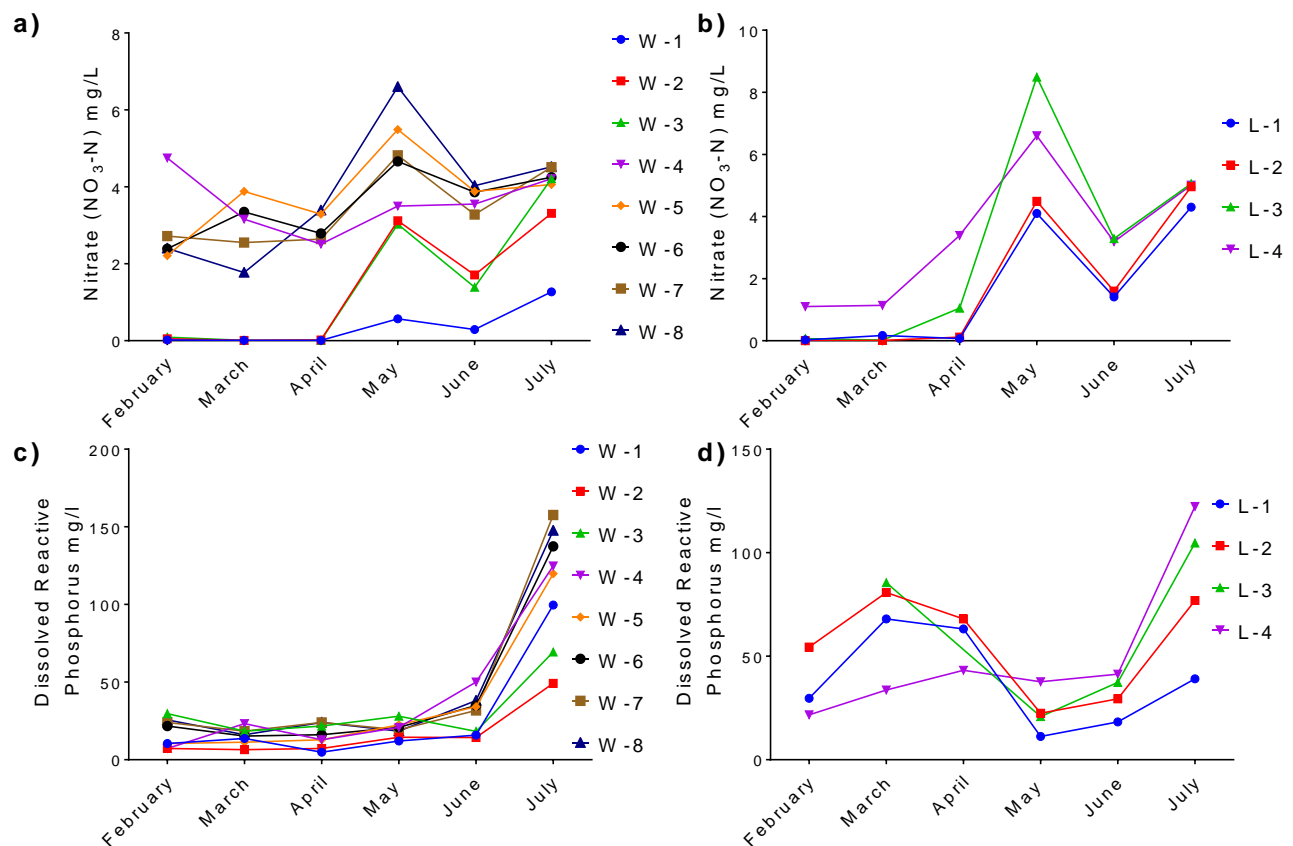 a)
Nitrate (NO3-N) mg/L
8
6
4
2
0
February
March
April
May
June
July
W-1
W-2
W-3
W-4
W-5
W-6
W-7
W-8
b)
Nitrate (NO3-N) mg/L
10
8
6
4
2
0
February
March
April
May
June
July
L-1
L-2
L-3
L-4
c)
Dissolved Reactive
Phosphorus mg/l
200
150
100
50
0
February
March
April
May
June
July
W-1
W-2
W-3
W-4
W-5
W-6
W-7
W-8
d)
Dissolved Reactive
Phosphorus mg/l
150
100
50
0
February
March
April
May
June
July
L-1
L-2
L-3
L-4